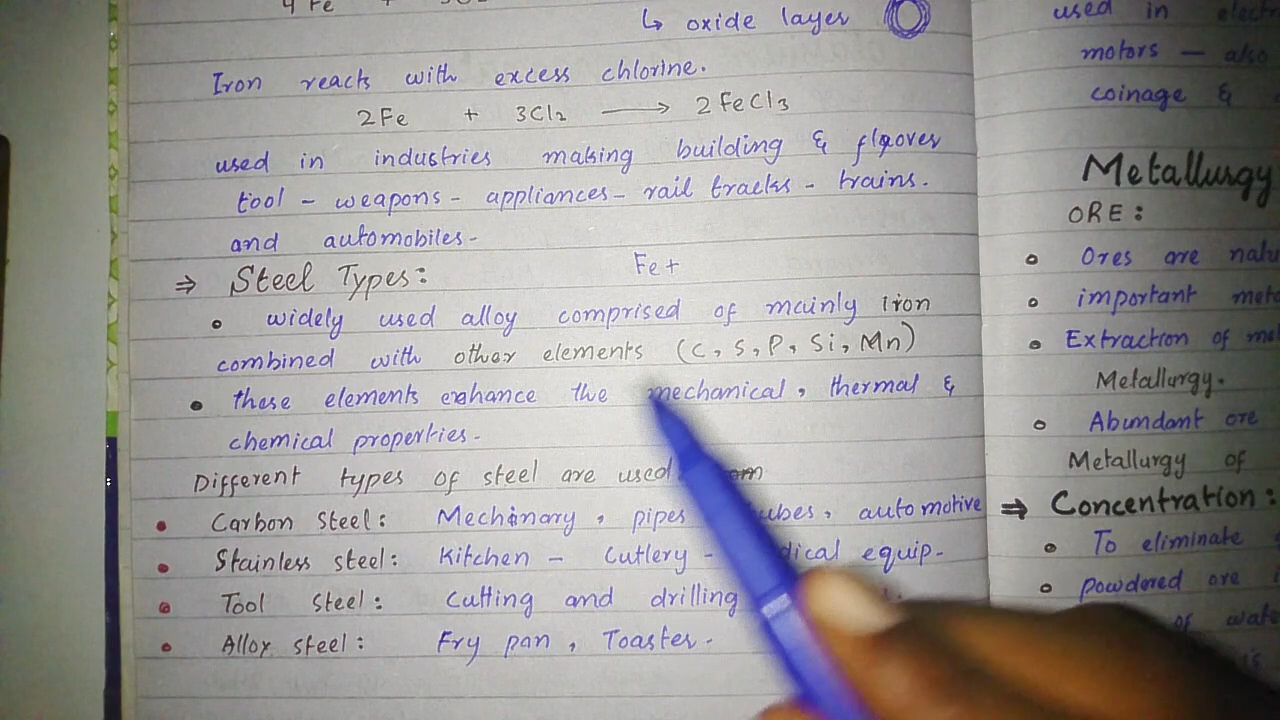 4 Fe +
↳ oxide layer
Iron reacts with excess chlorine.
2Fe + 3Cl₂ ⟶ 2FeCl₃
used in industries making building & flyover
tool - weapons - appliances - rail tracks - trains.
and automobiles -
⇒ Steel Types:
Fe+
• widely used alloy comprised of mainly iron
combined with other elements (C, S, P, Si, Mn)
• these elements enhance the mechanical, thermal &
chemical properties -
Different types of steel are used
• Carbon steel: Mechinary, pipes tubes, automotive
• Stainless steel: Kitchen - Cutlery - equip -
• Tool steel: Cutting and drilling
• Alloy steel: Fry pan, Toaster -
used in
motors — also
coinage &
Metallurgy
ORE:
• Ores are
• important
• Extraction of
Metallurgy.
• Abundant ore
Metallurgy of
⇒ Concentration:
• To eliminate
• powdered ore
of